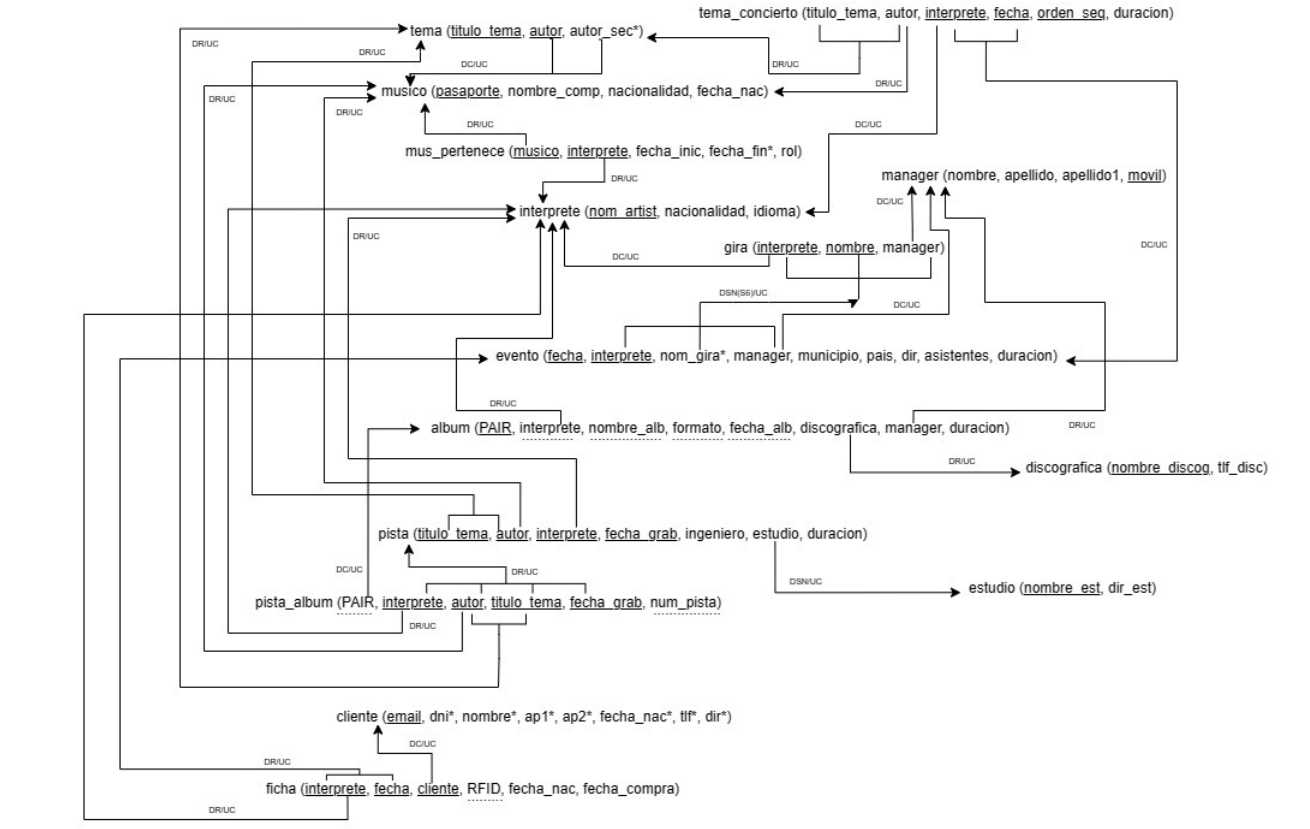 tema_concierto (titulo_tema, autor, interprete, fecha, orden_seq, duracion)
tema (titulo_tema, autor, autor_sec*)
DR/UC
DR/UC
DC/UC
DR/UC
DR/UC
musico (pasaporte, nombre_comp, nacionalidad, fecha_nac)
DR/UC
DR/UC
DR/UC
DC/UC
mus_pertenece (musico, interprete, fecha_inic, fecha_fin*, rol)
DR/UC
manager (nombre, apellido, apellido1, movil)
DC/UC
interprete (nom_artist, nacionalidad, idioma)
DR/UC
DC/UC
gira (interprete, nombre, manager)
DC/UC
DSN(S6)/UC
DC/UC
evento (fecha, interprete, nom_gira*, manager, municipio, pais, dir, asistentes, duracion)
DR/UC
album (PAIR, interprete, nombre_alb, formato, fecha_alb, discografica, manager, duracion)
DR/UC
DR/UC
discografica (nombre_discog, tlf_disc)
pista (titulo_tema, autor, interprete, fecha_grab, ingeniero, estudio, duracion)
DC/UC
DR/UC
DSN/UC
estudio (nombre_est, dir_est)
pista_album (PAIR, interprete, autor, titulo_tema, fecha_grab, num_pista)
DR/UC
cliente (email, dni*, nombre*, ap1*, ap2*, fecha_nac*, tlf*, dir*)
DC/UC
DR/UC
ficha (interprete, fecha, cliente, RFID, fecha_nac, fecha_compra)
DR/UC